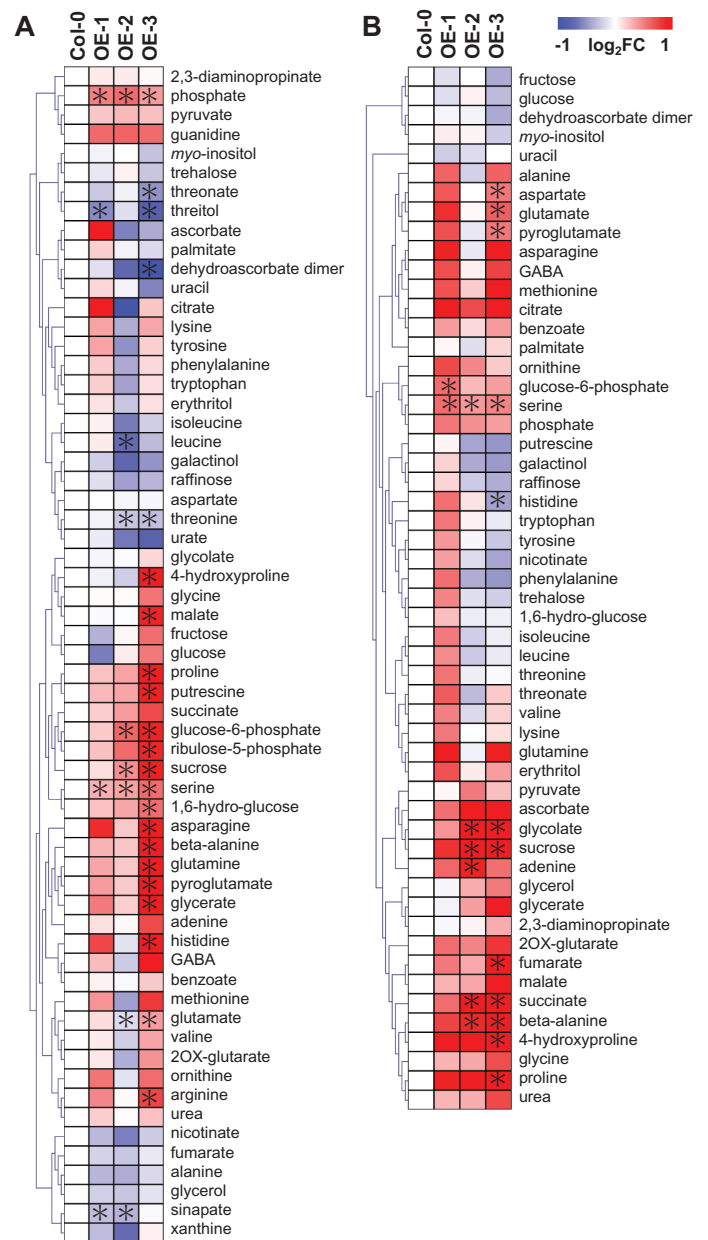 A
Col-0
OE-1
OE-2
OE-3
2,3-diaminopropinate
* * * phosphate
pyruvate
guanidine
myo-inositol
trehalose
* threonate
* * threitol
ascorbate
palmitate
* dehydroascorbate dimer
uracil
citrate
lysine
tyrosine
phenylalanine
tryptophan
erythritol
isoleucine
* leucine
galactinol
raffinose
aspartate
* * threonine
urate
glycolate
* 4-hydroxyproline
glycine
* malate
fructose
glucose
* proline
* putrescine
succinate
* * glucose-6-phosphate
* ribulose-5-phosphate
* * sucrose
* * * serine
* 1,6-hydro-glucose
* asparagine
* beta-alanine
* glutamine
* pyroglutamate
* glycerate
adenine
* histidine
GABA
benzoate
methionine
* * glutamate
valine
2OX-glutarate
ornithine
* arginine
urea
nicotinate
fumarate
alanine
glycerol
* * sinapate
xanthine
B
Col-0
OE-1
OE-2
OE-3
-1 log₂FC 1
fructose
glucose
dehydroascorbate dimer
myo-inositol
uracil
alanine
* aspartate
* glutamate
* pyroglutamate
asparagine
GABA
methionine
citrate
benzoate
palmitate
ornithine
* glucose-6-phosphate
* * * serine
phosphate
putrescine
galactinol
raffinose
* histidine
tryptophan
tyrosine
nicotinate
phenylalanine
trehalose
1,6-hydro-glucose
isoleucine
leucine
threonine
threonate
valine
lysine
glutamine
erythritol
pyruvate
ascorbate
* * glycolate
* * sucrose
* adenine
glycerol
glycerate
2,3-diaminopropinate
2OX-glutarate
* fumarate
malate
* * succinate
* * beta-alanine
* 4-hydroxyproline
glycine
* proline
urea